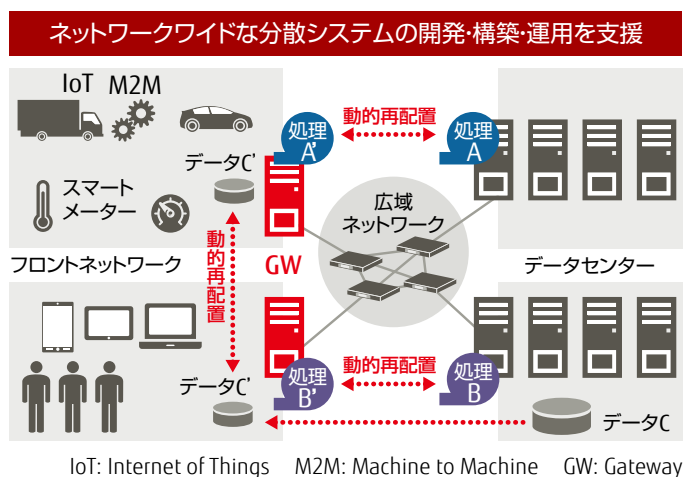 ネットワークワイドな分散システムの開発・構築・運用を支援
IoT M2M
処理
A'
動的再配置
処理
A
データC'
スマート
メーター
広域
ネットワーク
動的再配置
フロントネットワーク
GW
データセンター
データC'
処理
B'
動的再配置
処理
B
データC
IoT: Internet of Things M2M: Machine to Machine GW: Gateway